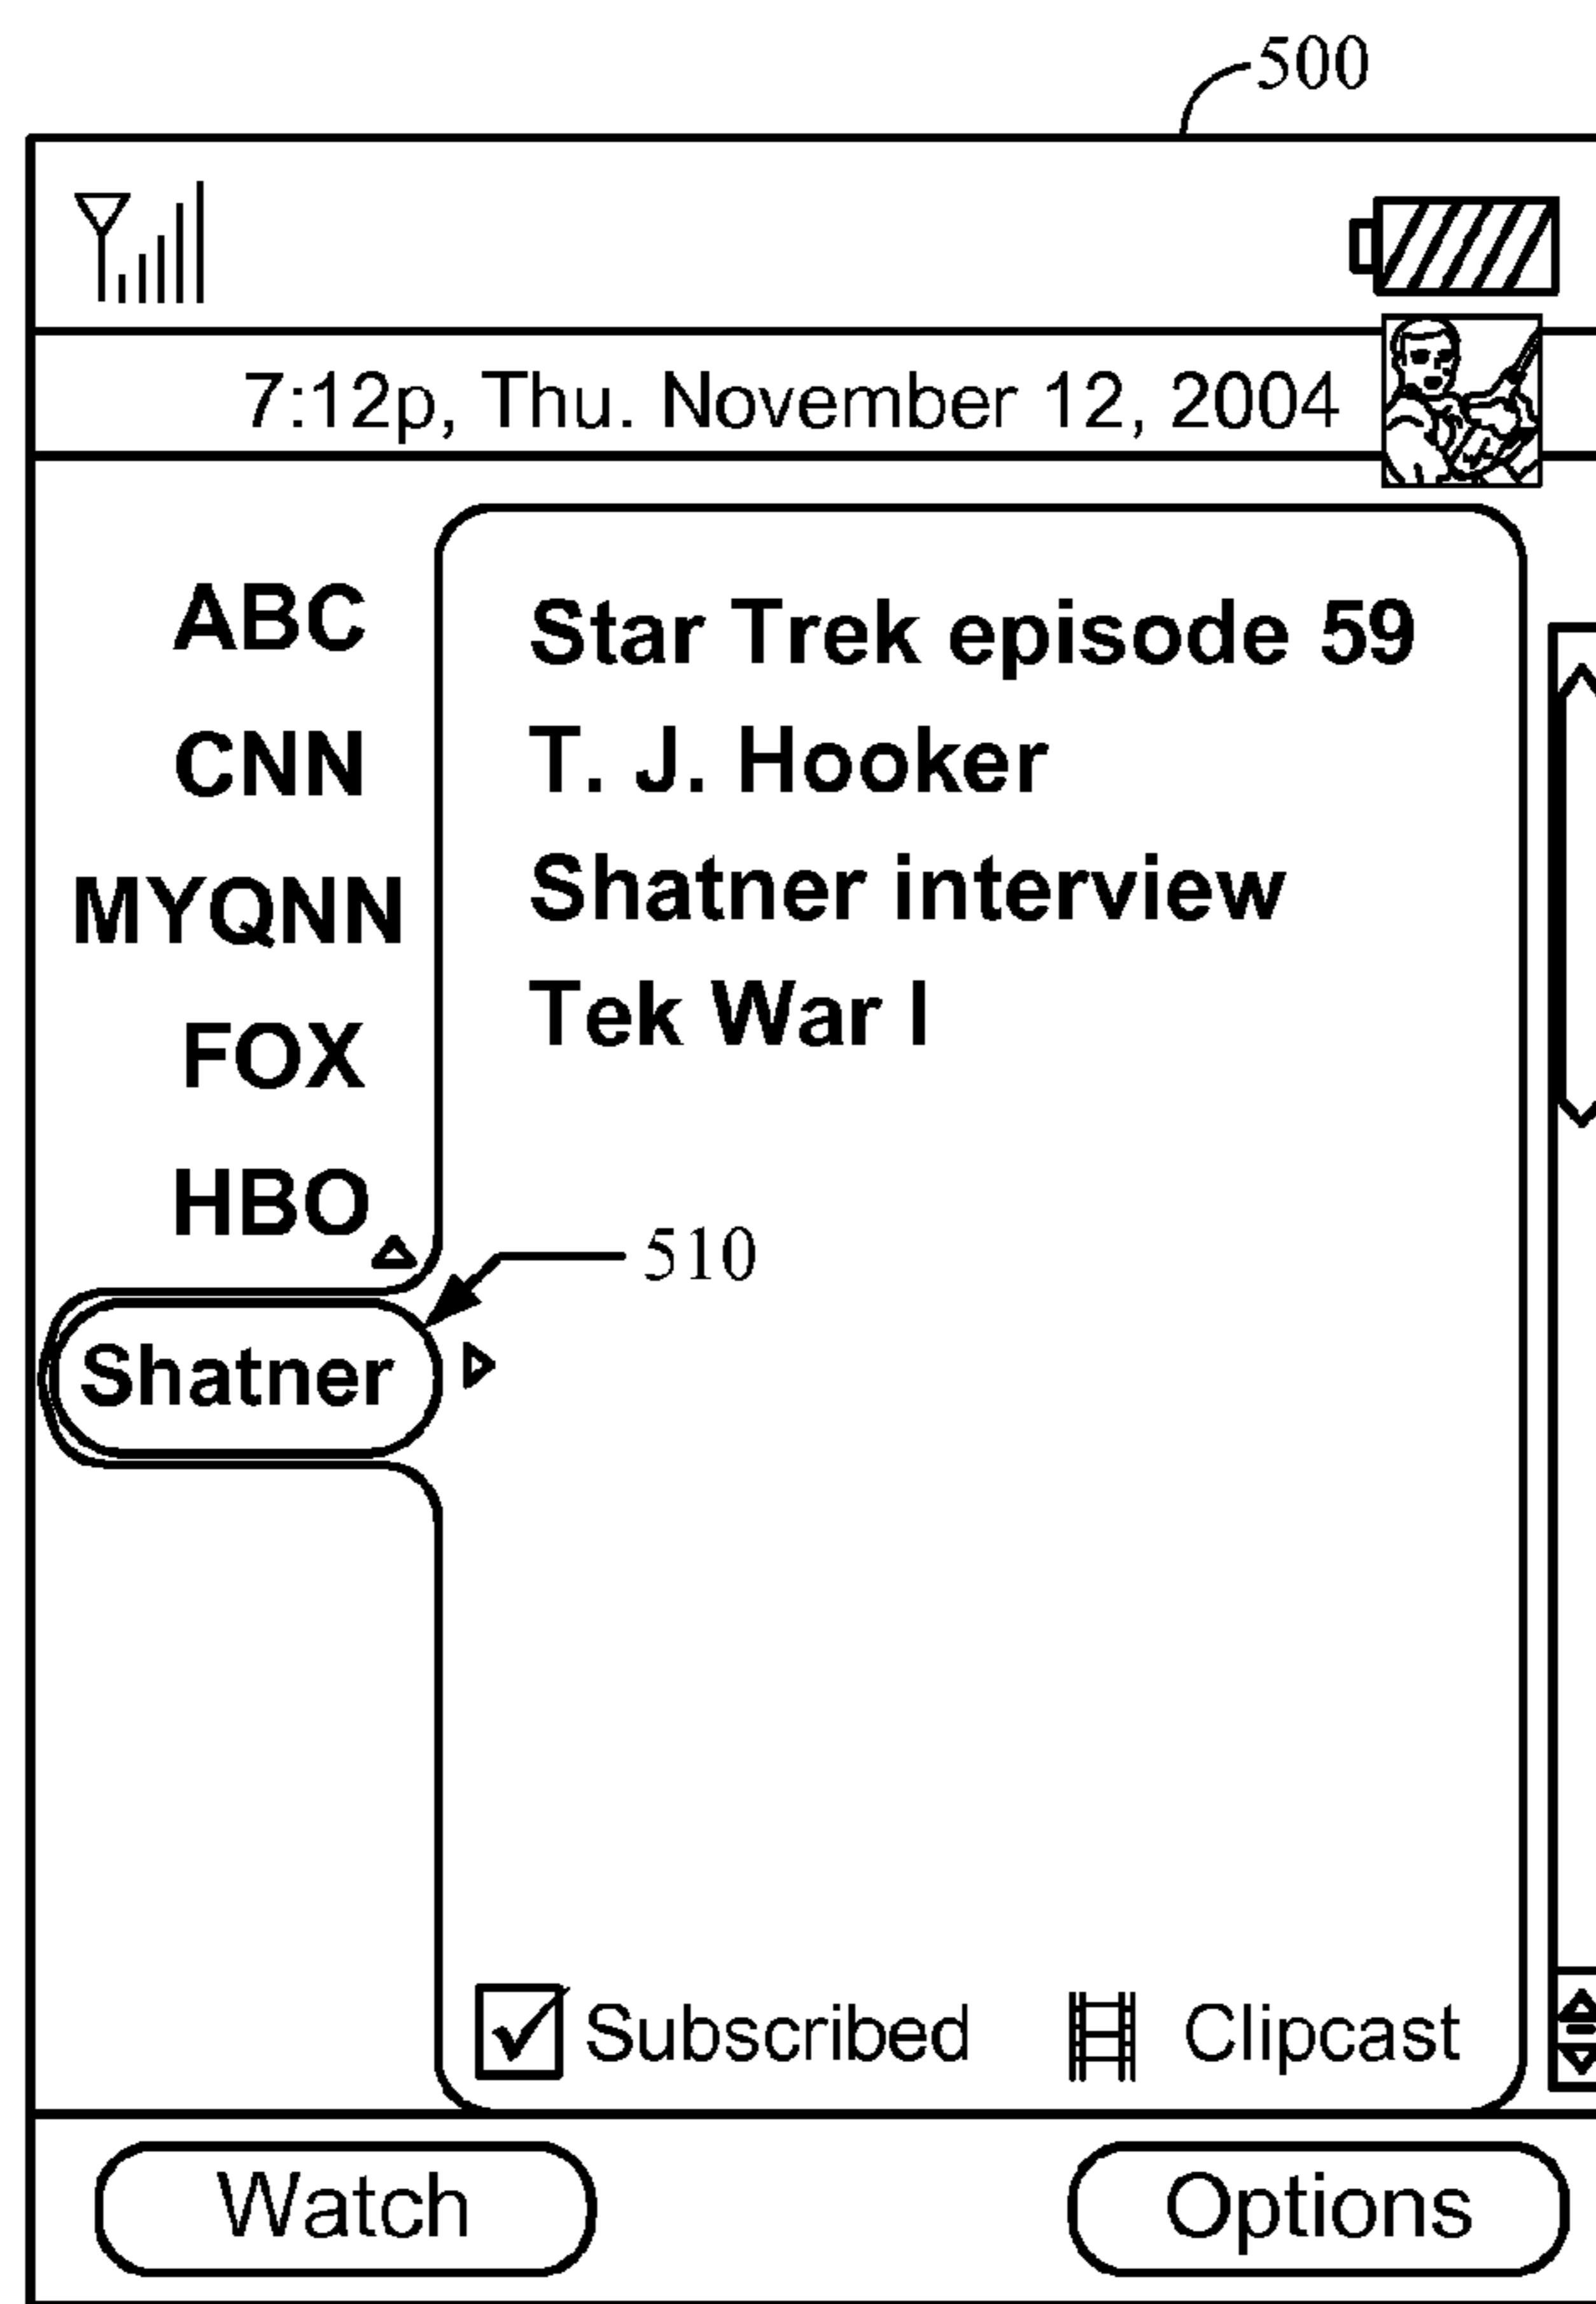 500
7:12p, Thu. November 12, 2004
ABC
CNN
MYQNN
FOX
HBO
Shatner
Star Trek episode 59
T. J. Hooker
Shatner interview
Tek War I
510
Subscribed
Clipcast
Watch
Options